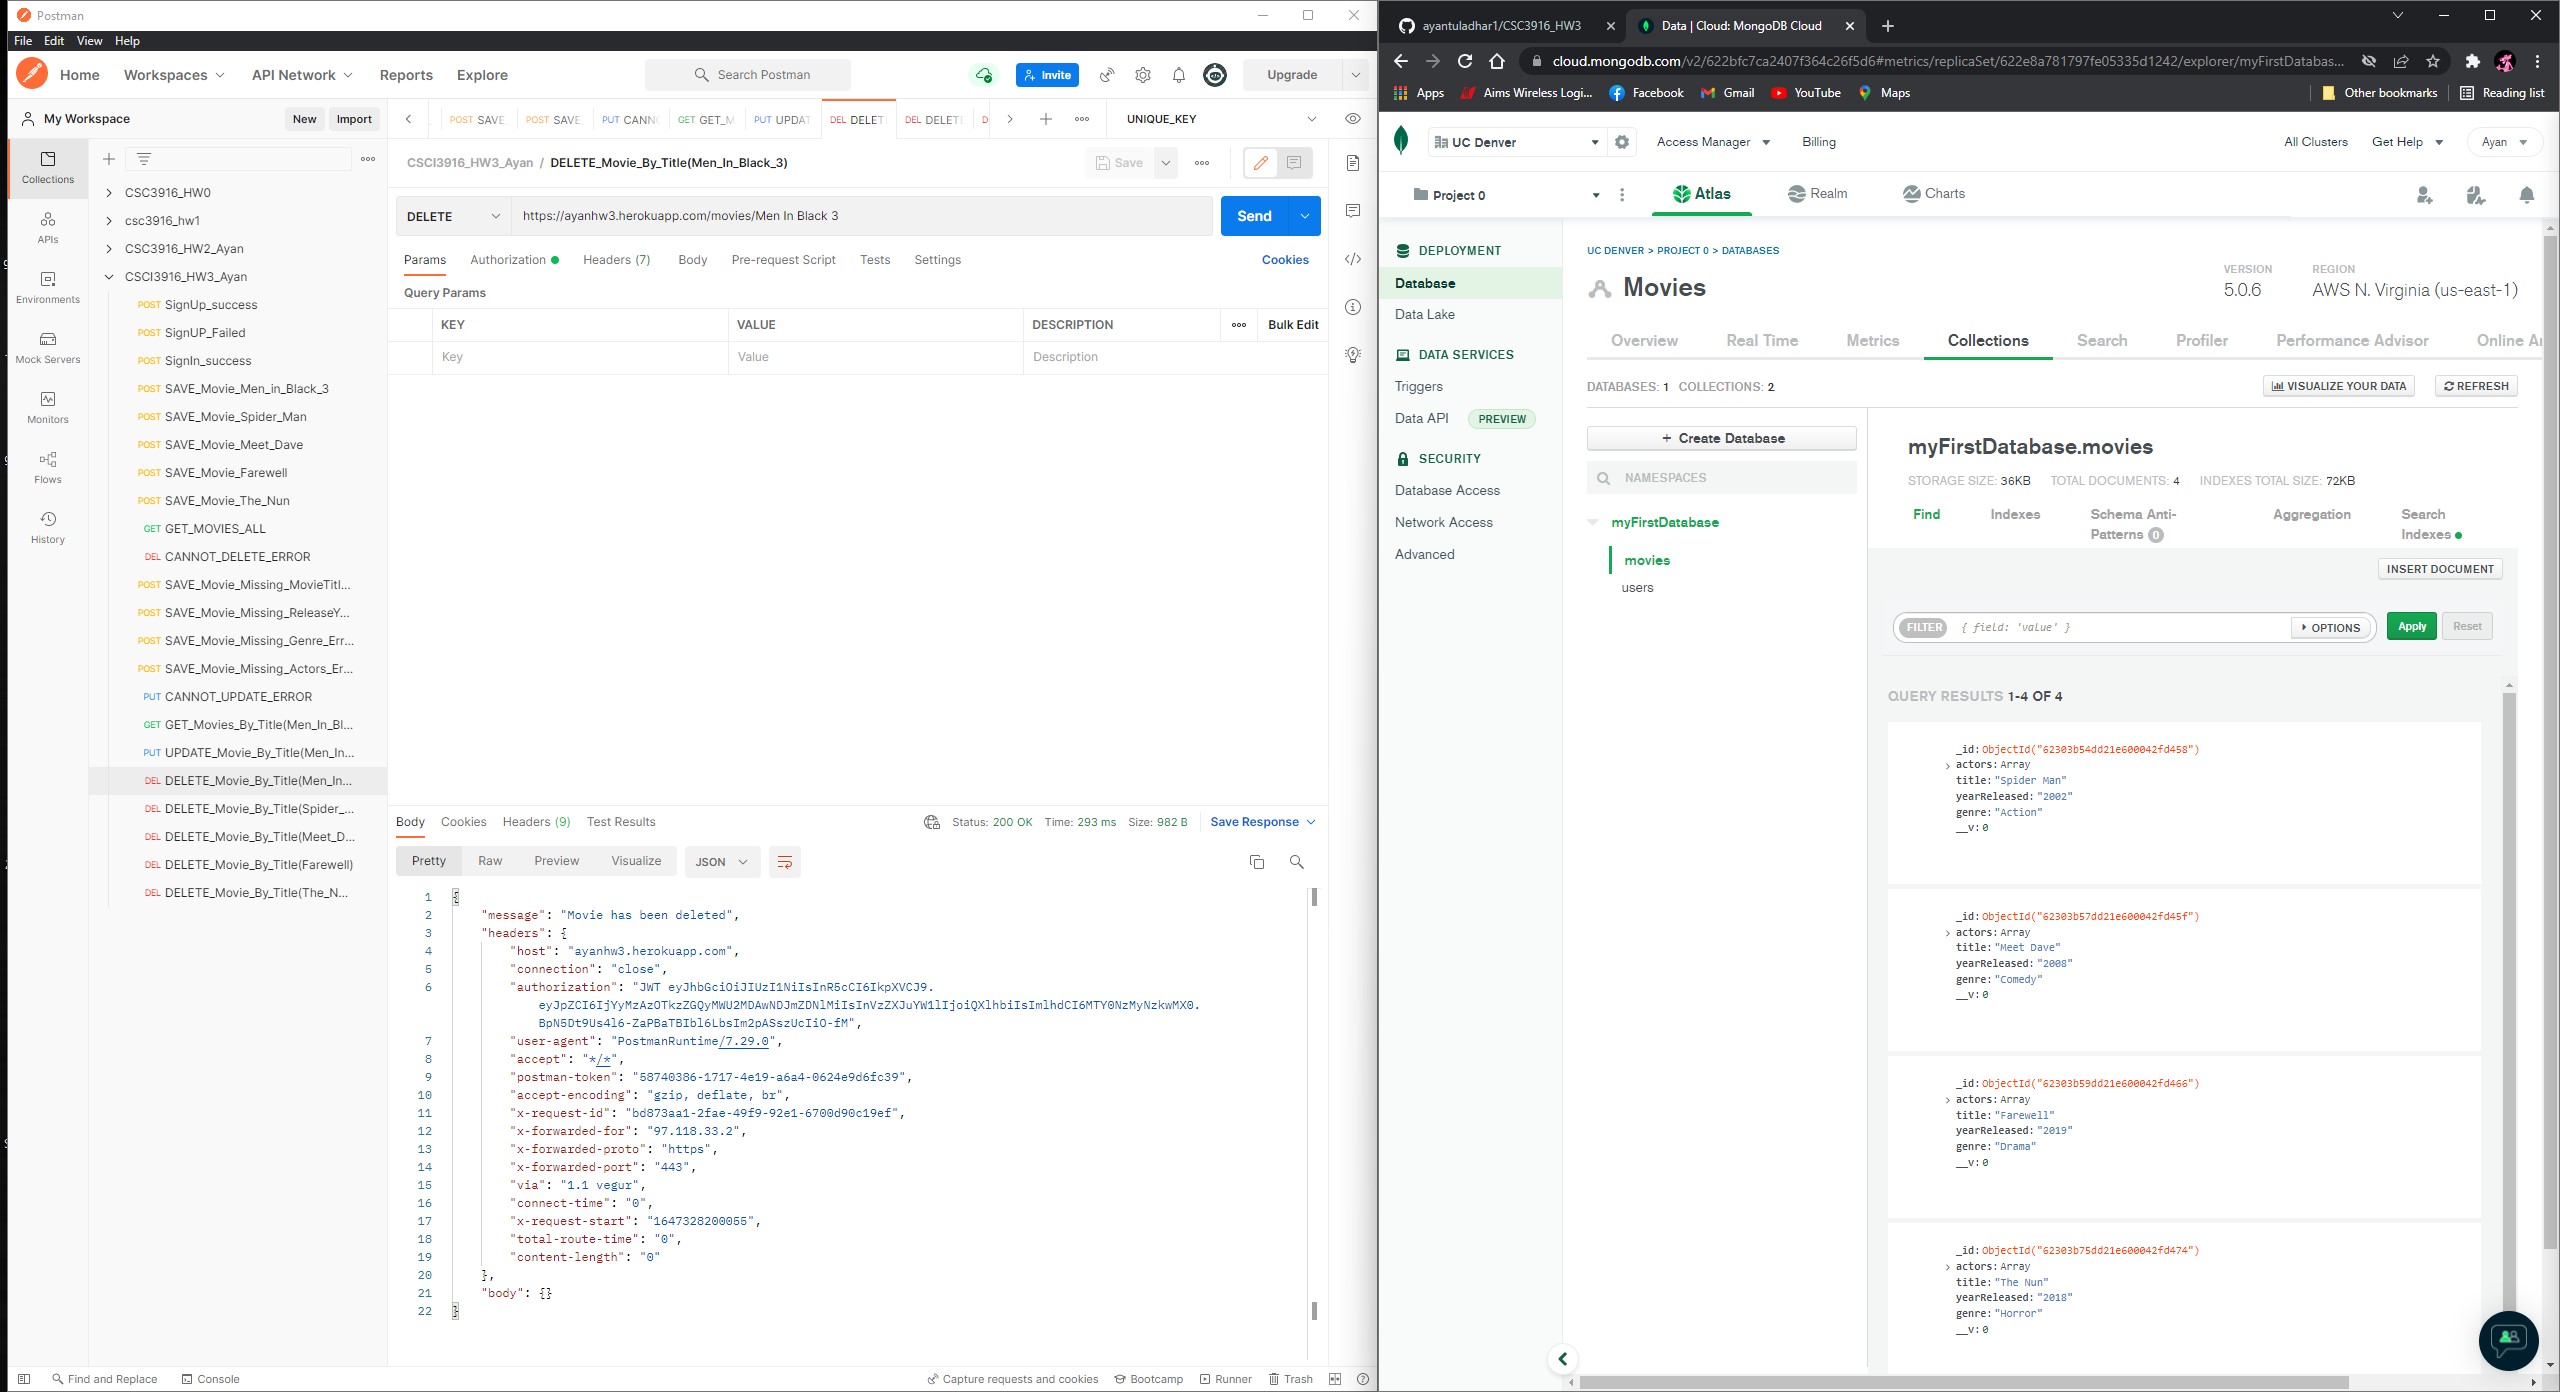 Postman
File Edit View Help
Home Workspaces API Network Reports Explore Search Postman Invite Upgrade
My Workspace New Import
POST SAVE_ POST SAVE_ PUT CANN GET GET_M PUT UPDAT DEL DELET DEL DELET D UNIQUE_KEY
Collections
APIs
Environments
Mock Servers
Monitors
Flows
History
CSC3916_HW0
csc3916_hw1
CSC3916_HW2_Ayan
CSCI3916_HW3_Ayan
POST SignUp_success
POST SignUP_Failed
POST SignIn_success
POST SAVE_Movie_Men_in_Black_3
POST SAVE_Movie_Spider_Man
POST SAVE_Movie_Meet_Dave
POST SAVE_Movie_Farewell
POST SAVE_Movie_The_Nun
GET GET_MOVIES_ALL
DEL CANNOT_DELETE_ERROR
POST SAVE_Movie_Missing_MovieTitl...
POST SAVE_Movie_Missing_ReleaseY...
POST SAVE_Movie_Missing_Genre_Err...
POST SAVE_Movie_Missing_Actors_Er...
PUT CANNOT_UPDATE_ERROR
GET GET_Movies_By_Title(Men_In_Bl...
PUT UPDATE_Movie_By_Title(Men_In...
DEL DELETE_Movie_By_Title(Men_In...
DEL DELETE_Movie_By_Title(Spider_...
DEL DELETE_Movie_By_Title(Meet_D...
DEL DELETE_Movie_By_Title(Farewell)
DEL DELETE_Movie_By_Title(The_N...
CSCI3916_HW3_Ayan / DELETE_Movie_By_Title(Men_In_Black_3) Save
DELETE https://ayanhw3.herokuapp.com/movies/Men In Black 3 Send
Params Authorization Headers (7) Body Pre-request Script Tests Settings Cookies
Query Params
KEY VALUE DESCRIPTION Bulk Edit
Key Value Description
Body Cookies Headers (9) Test Results Status: 200 OK Time: 293 ms Size: 982 B Save Response
Pretty Raw Preview Visualize JSON
1 {
2 "message": "Movie has been deleted",
3 "headers": {
4 "host": "ayanhw3.herokuapp.com",
5 "connection": "close",
6 "authorization": "JWT eyJhbGciOiJIUzI1NiIsInR5cCI6IkpXVCJ9.
eyJpZCI6IjYyMzAzOTkzZGQyMWU2MDAwNDJmZDNlMiIsInVzZXJuYW1lIjoiQXlhbiIsImlhdCI6MTY0NzMyNzkwMX0.
BpN5Dt9Us4l6-ZaPBaTBIbl6LbsIm2pASszUcIiO-fM",
7 "user-agent": "PostmanRuntime/7.29.0",
8 "accept": "*/*",
9 "postman-token": "58740386-1717-4e19-a6a4-0624e9d6fc39",
10 "accept-encoding": "gzip, deflate, br",
11 "x-request-id": "bd873aa1-2fae-49f9-92e1-6700d90c19ef",
12 "x-forwarded-for": "97.118.33.2",
13 "x-forwarded-proto": "https",
14 "x-forwarded-port": "443",
15 "via": "1.1 vegur",
16 "connect-time": "0",
17 "x-request-start": "1647328200055",
18 "total-route-time": "0",
19 "content-length": "0"
20 },
21 "body": {}
22 }
Find and Replace Console Capture requests and cookies Bootcamp Runner Trash
ayantuladhar1/CSC3916_HW3 Data | Cloud: MongoDB Cloud
cloud.mongodb.com/v2/622bfc7ca2407f364c26f5d6#metrics/replicaSet/622e8a781797fe05335d1242/explorer/myFirstDatabas...
Apps Aims Wireless Logi... Facebook Gmail YouTube Maps Other bookmarks Reading list
UC Denver Access Manager Billing All Clusters Get Help Ayan
Project 0 Atlas Realm Charts
DEPLOYMENT
Database
Data Lake
DATA SERVICES
Triggers
Data API PREVIEW
SECURITY
Database Access
Network Access
Advanced
UC DENVER > PROJECT 0 > DATABASES
Movies
VERSION REGION
5.0.6 AWS N. Virginia (us-east-1)
Overview Real Time Metrics Collections Search Profiler Performance Advisor Online Ar
DATABASES: 1 COLLECTIONS: 2 VISUALIZE YOUR DATA REFRESH
+ Create Database
NAMESPACES
myFirstDatabase
movies
users
myFirstDatabase.movies
STORAGE SIZE: 36KB TOTAL DOCUMENTS: 4 INDEXES TOTAL SIZE: 72KB
Find Indexes Schema Anti-Patterns 0 Aggregation Search Indexes
INSERT DOCUMENT
FILTER { field: 'value' } OPTIONS Apply Reset
QUERY RESULTS 1-4 OF 4
_id: ObjectId("62303b54dd21e600042fd458")
actors: Array
title: "Spider Man"
yearReleased: "2002"
genre: "Action"
__v: 0
_id: ObjectId("62303b57dd21e600042fd45f")
actors: Array
title: "Meet Dave"
yearReleased: "2008"
genre: "Comedy"
__v: 0
_id: ObjectId("62303b59dd21e600042fd466")
actors: Array
title: "Farewell"
yearReleased: "2019"
genre: "Drama"
__v: 0
_id: ObjectId("62303b75dd21e600042fd474")
actors: Array
title: "The Nun"
yearReleased: "2018"
genre: "Horror"
__v: 0